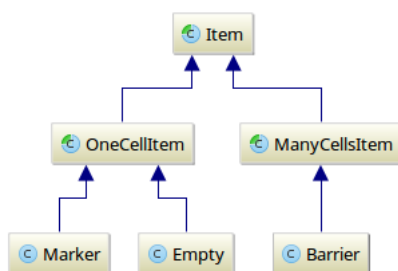 C Item
C OneCellItem
C ManyCellsItem
C Marker
C Empty
C Barrier